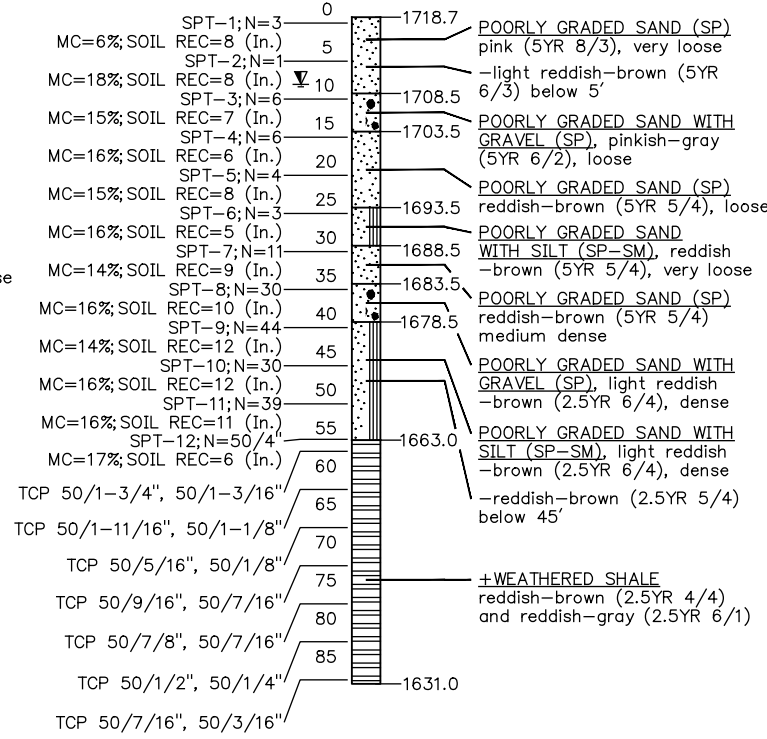 0
SPT-1; N=3
1718.7
POORLY GRADED SAND (SP)
pink (5YR 8/3), very loose
MC=6%; SOIL REC=8 (In.)
5
SPT-2; N=1
-light reddish-brown (5YR
6/3) below 5'
MC=18%; SOIL REC=8 (In.)
10
1708.5
SPT-3; N=6
MC=15%; SOIL REC=7 (In.)
15
POORLY GRADED SAND WITH
GRAVEL (SP), pinkish-gray
(5YR 6/2), loose
1703.5
SPT-4; N=6
MC=16%; SOIL REC=6 (In.)
20
SPT-5; N=4
POORLY GRADED SAND (SP)
reddish-brown (5YR 5/4), loose
MC=15%; SOIL REC=8 (In.)
25
1693.5
SPT-6; N=3
MC=16%; SOIL REC=5 (In.)
30
POORLY GRADED SAND
WITH SILT (SP-SM), reddish
-brown (5YR 5/4), very loose
1688.5
SPT-7; N=11
MC=14%; SOIL REC=9 (In.)
35
1683.5
SPT-8; N=30
POORLY GRADED SAND (SP)
reddish-brown (5YR 5/4)
medium dense
MC=16%; SOIL REC=10 (In.)
40
1678.5
SPT-9; N=44
MC=14%; SOIL REC=12 (In.)
45
POORLY GRADED SAND WITH
GRAVEL (SP), light reddish
-brown (2.5YR 6/4), dense
SPT-10; N=30
MC=16%; SOIL REC=12 (In.)
50
SPT-11; N=39
MC=16%; SOIL REC=11 (In.)
55
POORLY GRADED SAND WITH
SILT (SP-SM), light reddish
-brown (2.5YR 6/4), dense
SPT-12; N=50/4"
1663.0
MC=17%; SOIL REC=6 (In.)
60
-reddish-brown (2.5YR 5/4)
below 45'
TCP 50/1-3/4", 50/1-3/16"
65
TCP 50/1-11/16", 50/1-1/8"
70
TCP 50/5/16", 50/1/8"
75
+WEATHERED SHALE
reddish-brown (2.5YR 4/4)
and reddish-gray (2.5YR 6/1)
TCP 50/9/16", 50/7/16"
80
TCP 50/7/8", 50/7/16"
85
TCP 50/1/2", 50/1/4"
1631.0
TCP 50/7/16", 50/3/16"